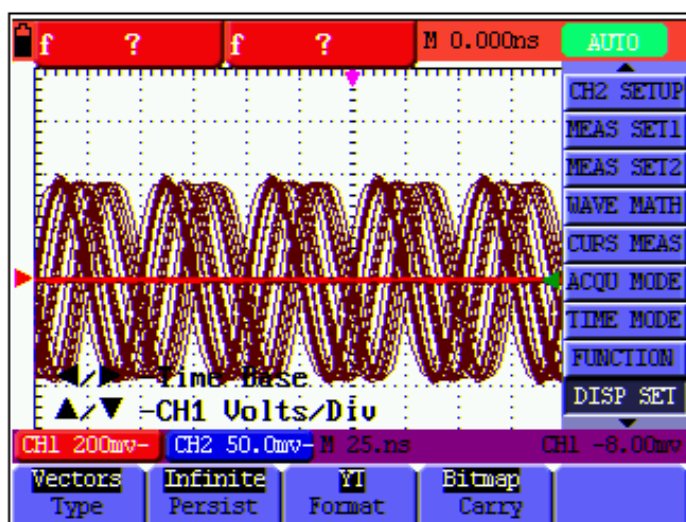 f ? f ? M 0.000ns AUTO
CH2 SETUP
MEAS SET1
MEAS SET2
WAVE MATH
CURS MEAS
ACQU MODE
TIME MODE
FUNCTION
DISP SET
◀/▶ -Time Base
▲/▼ -CH1 Volts/Div
CH1 200mv- CH2 50.0mv- M 25.ns CH1 -8.00mv
Vectors Infinite YT Bitmap
Type Persist Format Carry